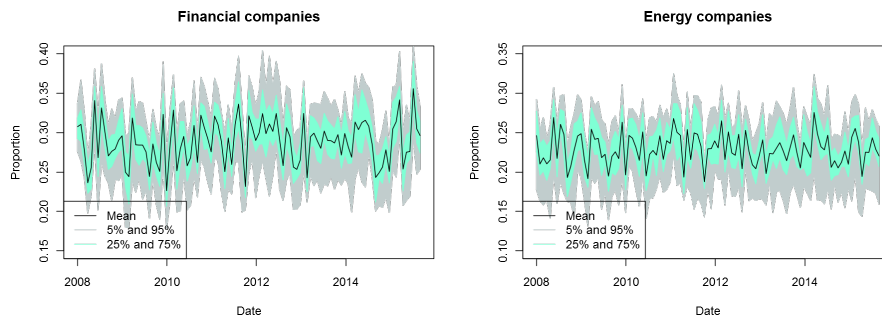 Financial companies
Proportion
0.40
0.35
0.30
0.25
0.20
0.15
Mean
5% and 95%
25% and 75%
2008 2010 2012 2014
Date
Energy companies
Proportion
0.35
0.30
0.25
0.20
0.15
0.10
Mean
5% and 95%
25% and 75%
2008 2010 2012 2014
Date